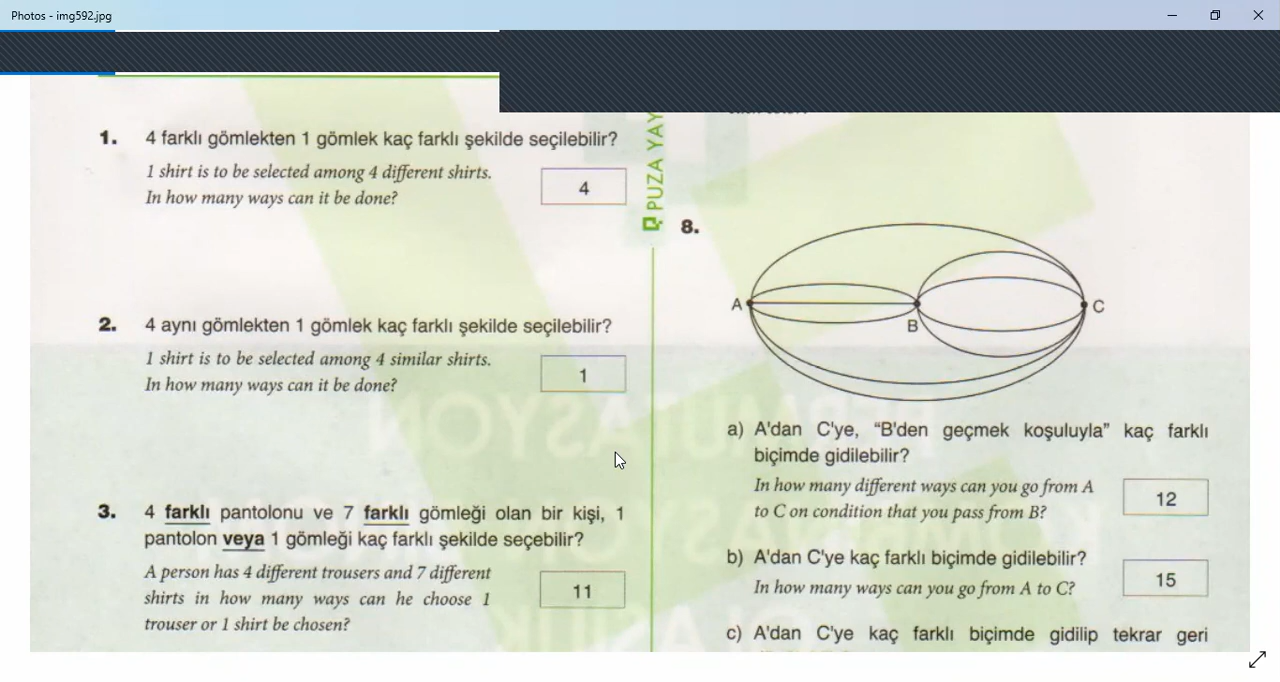 Photos - img592.jpg
1. 4 farklı gömlekten 1 gömlek kaç farklı şekilde seçilebilir?
1 shirt is to be selected among 4 different shirts.
In how many ways can it be done?
4
2. 4 aynı gömlekten 1 gömlek kaç farklı şekilde seçilebilir?
1 shirt is to be selected among 4 similar shirts.
In how many ways can it be done?
1
3. 4 farklı pantolonu ve 7 farklı gömleği olan bir kişi, 1
pantolon veya 1 gömleği kaç farklı şekilde seçebilir?
A person has 4 different trousers and 7 different
shirts in how many ways can he choose 1
trouser or 1 shirt be chosen?
11
PUZA YAY
8.
A
B
C
a) A'dan C'ye, “B'den geçmek koşuluyla” kaç farklı
biçimde gidilebilir?
In how many different ways can you go from A
to C on condition that you pass from B?
12
b) A'dan C'ye kaç farklı biçimde gidilebilir?
In how many ways can you go from A to C?
15
c) A'dan C'ye kaç farklı biçimde gidilip tekrar geri